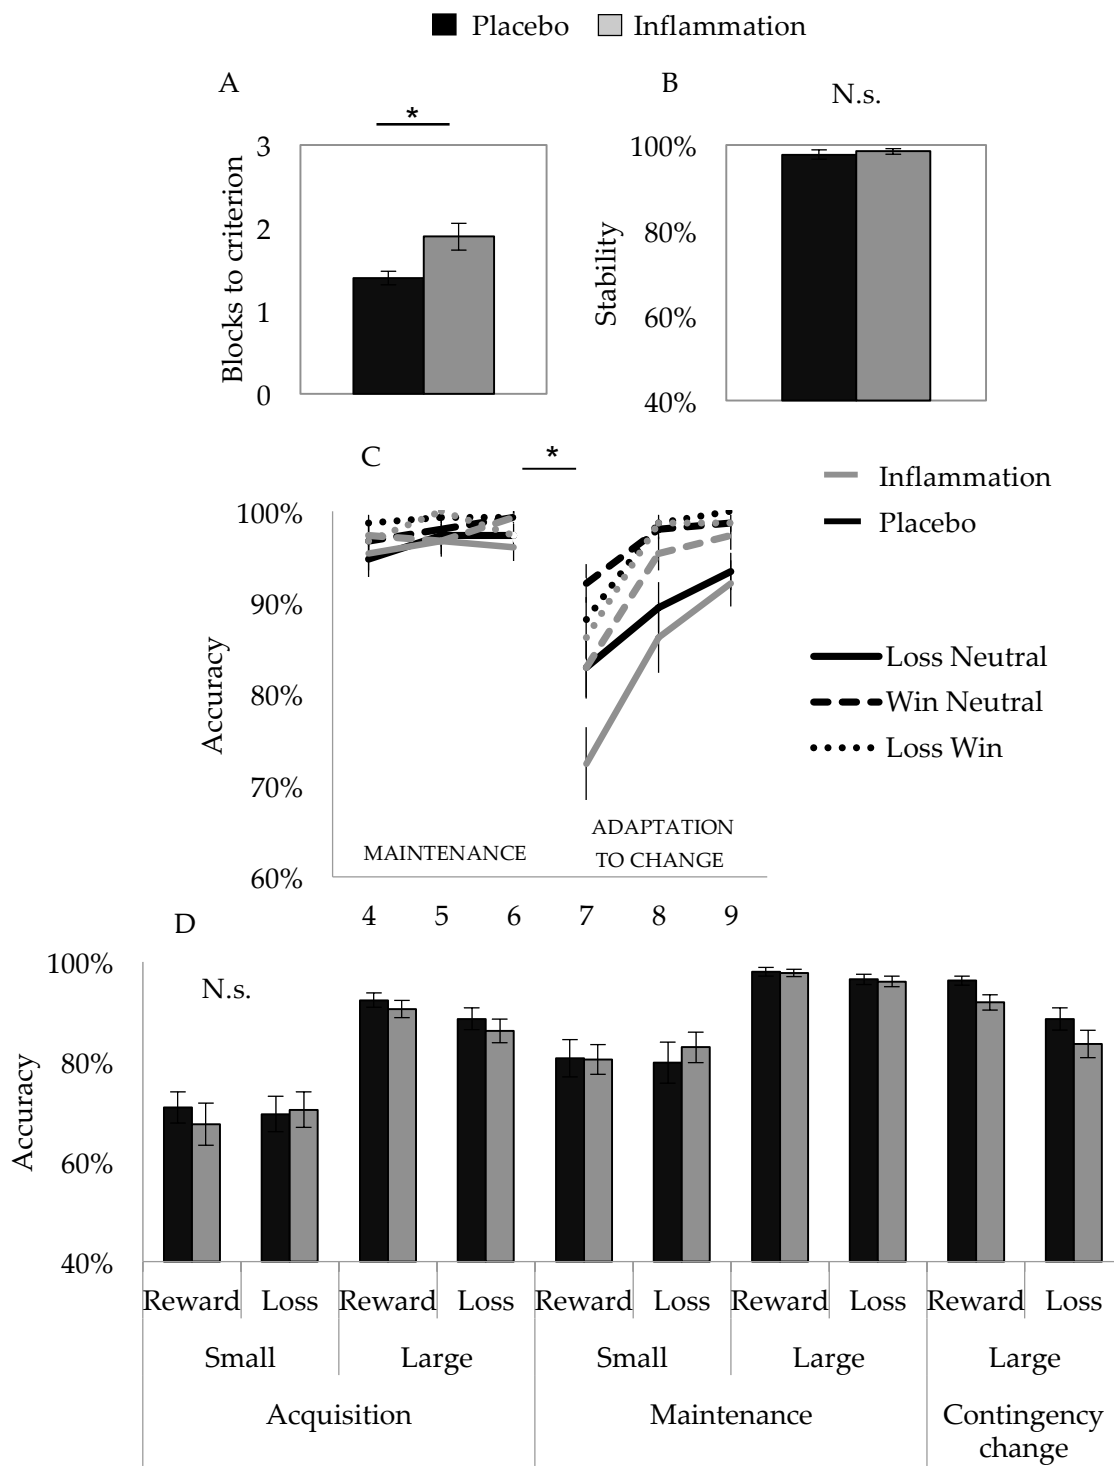 Placebo Inflammation
A
*
3
2
1
0
Blocks to criterion
B
N.s.
100%
80%
60%
40%
Stability
C
*
Inflammation
Placebo
100%
90%
80%
70%
60%
Accuracy
Loss Neutral
Win Neutral
Loss Win
MAINTENANCE
ADAPTATION
TO CHANGE
4 5 6 7 8 9
D
N.s.
100%
80%
60%
40%
Accuracy
Reward Loss Reward Loss Reward Loss Reward Loss Reward Loss
Small Large Small Large Large
Acquisition Maintenance Contingency
change